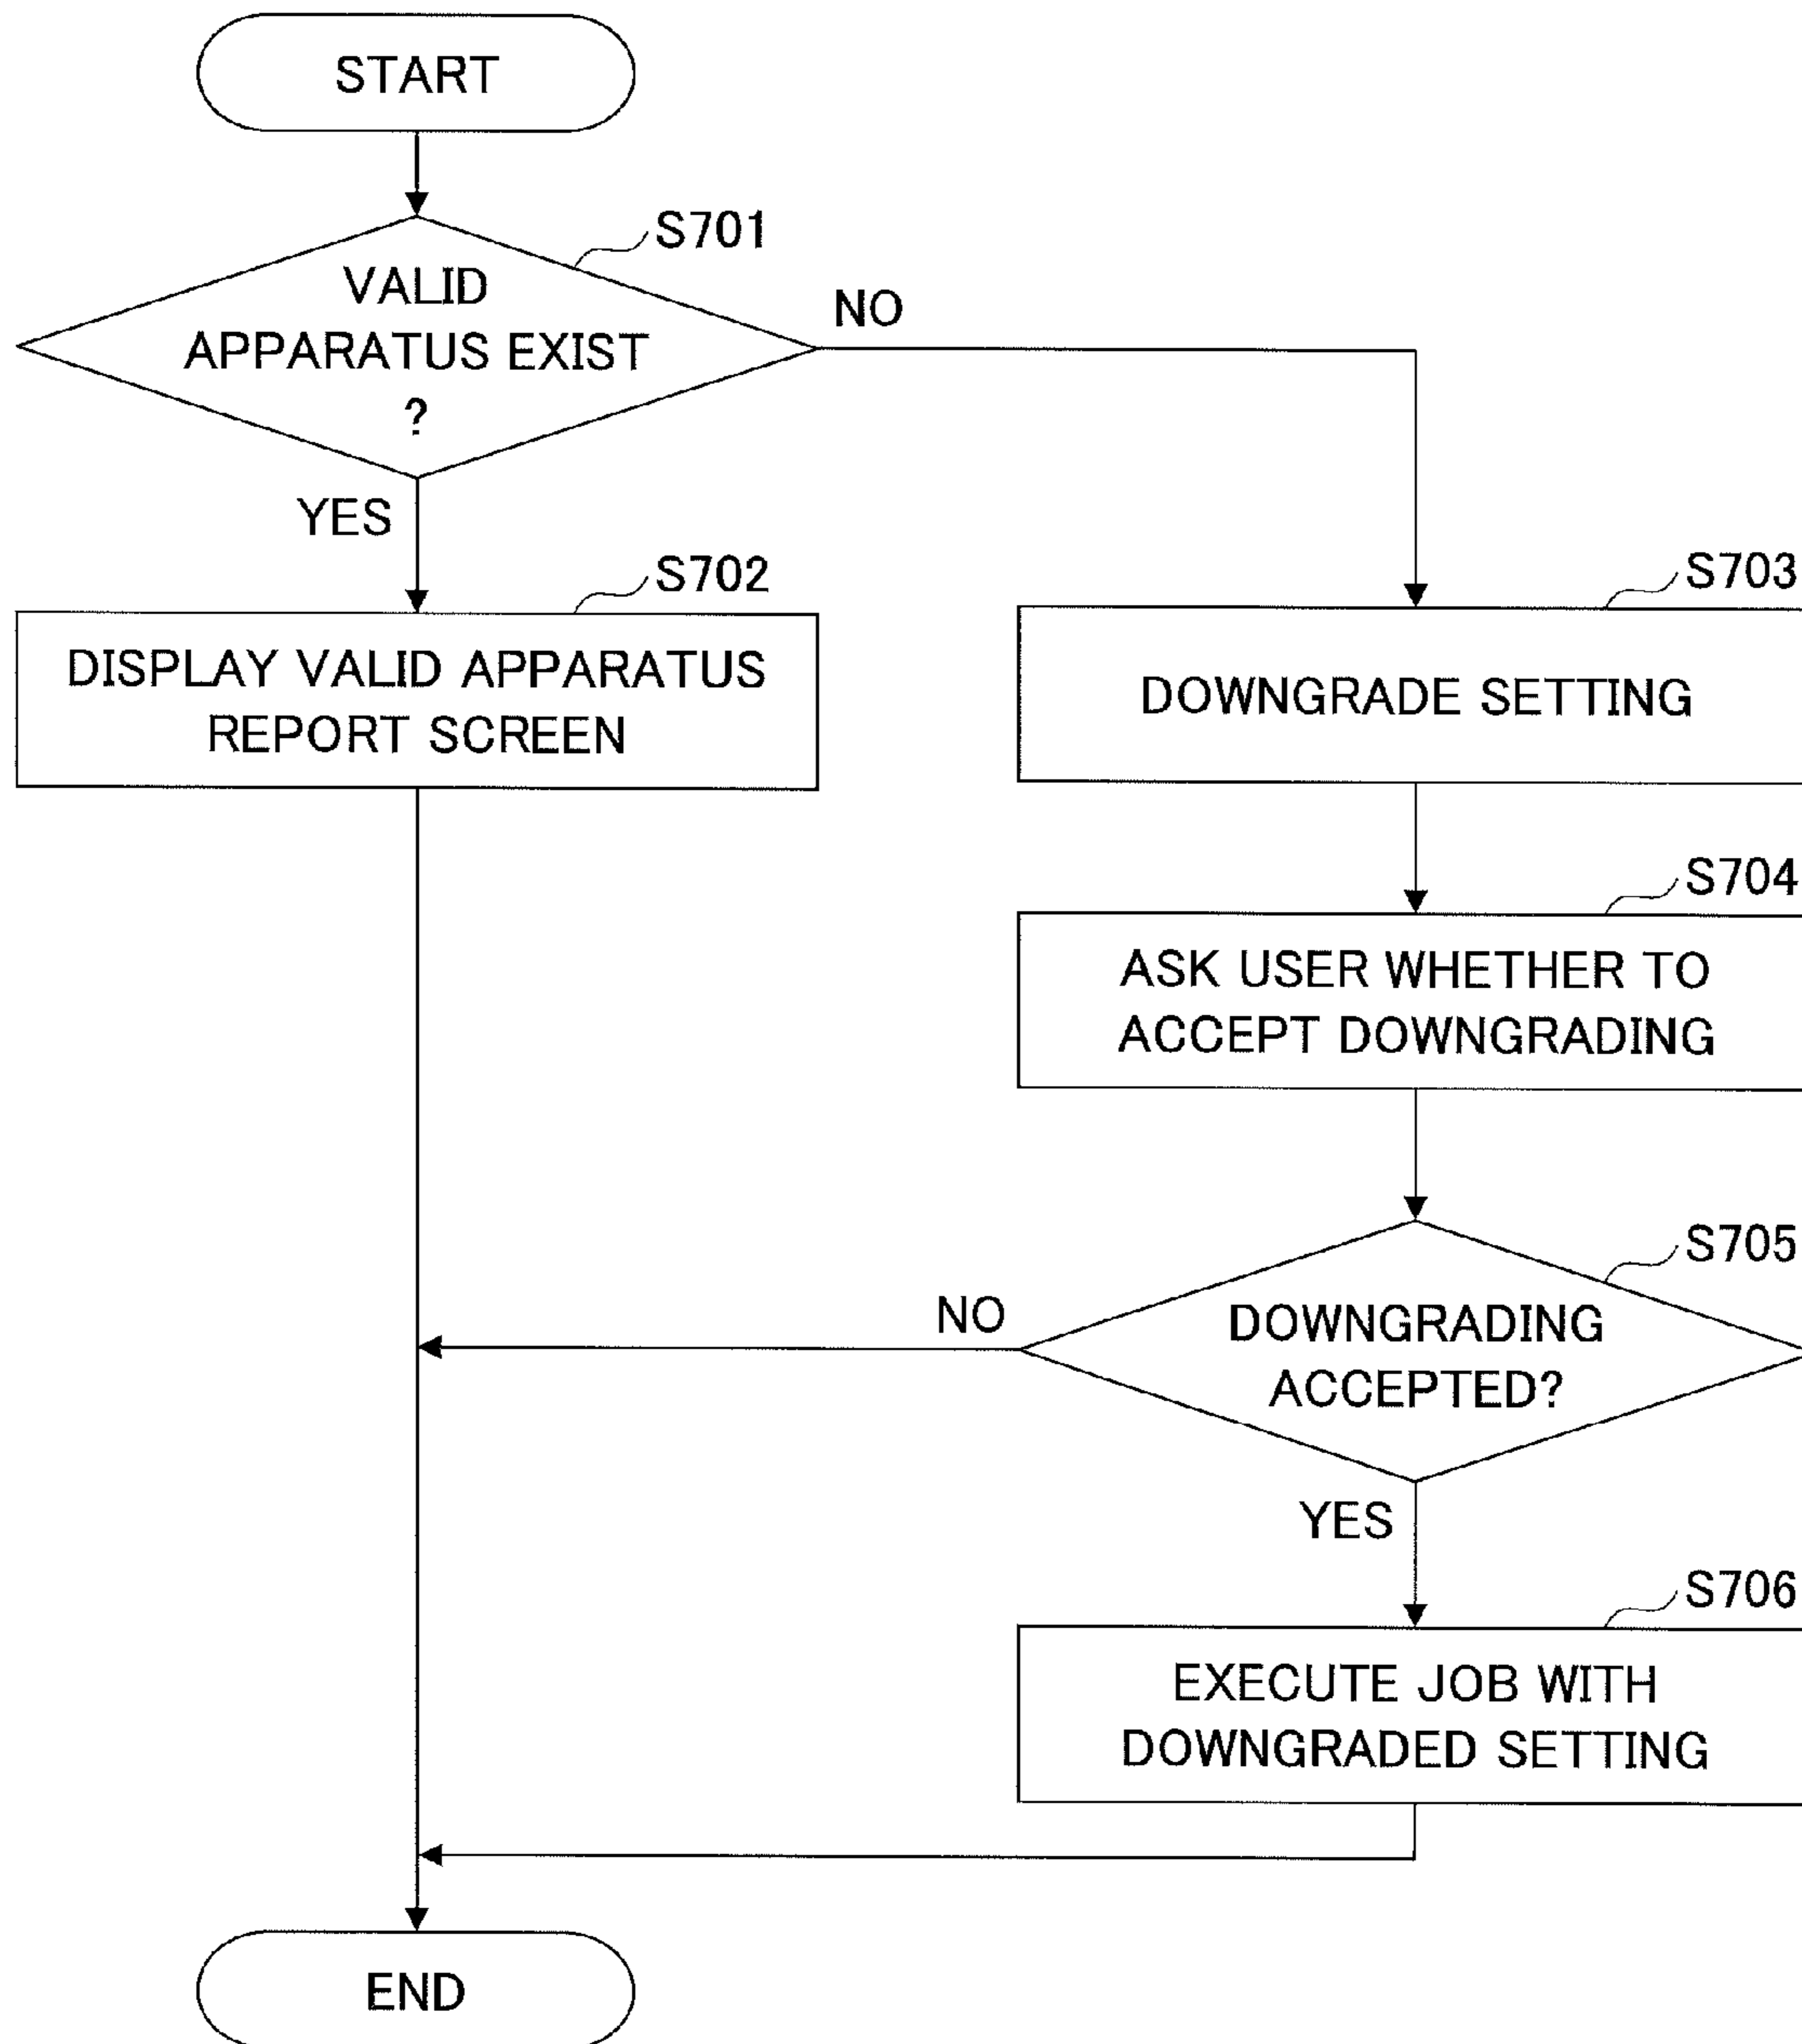 START
S701
VALID
APPARATUS EXIST
?
NO
YES
S702
DISPLAY VALID APPARATUS
REPORT SCREEN
S703
DOWNGRADE SETTING
S704
ASK USER WHETHER TO
ACCEPT DOWNGRADING
S705
DOWNGRADING
ACCEPTED?
NO
YES
S706
EXECUTE JOB WITH
DOWNGRADED SETTING
END